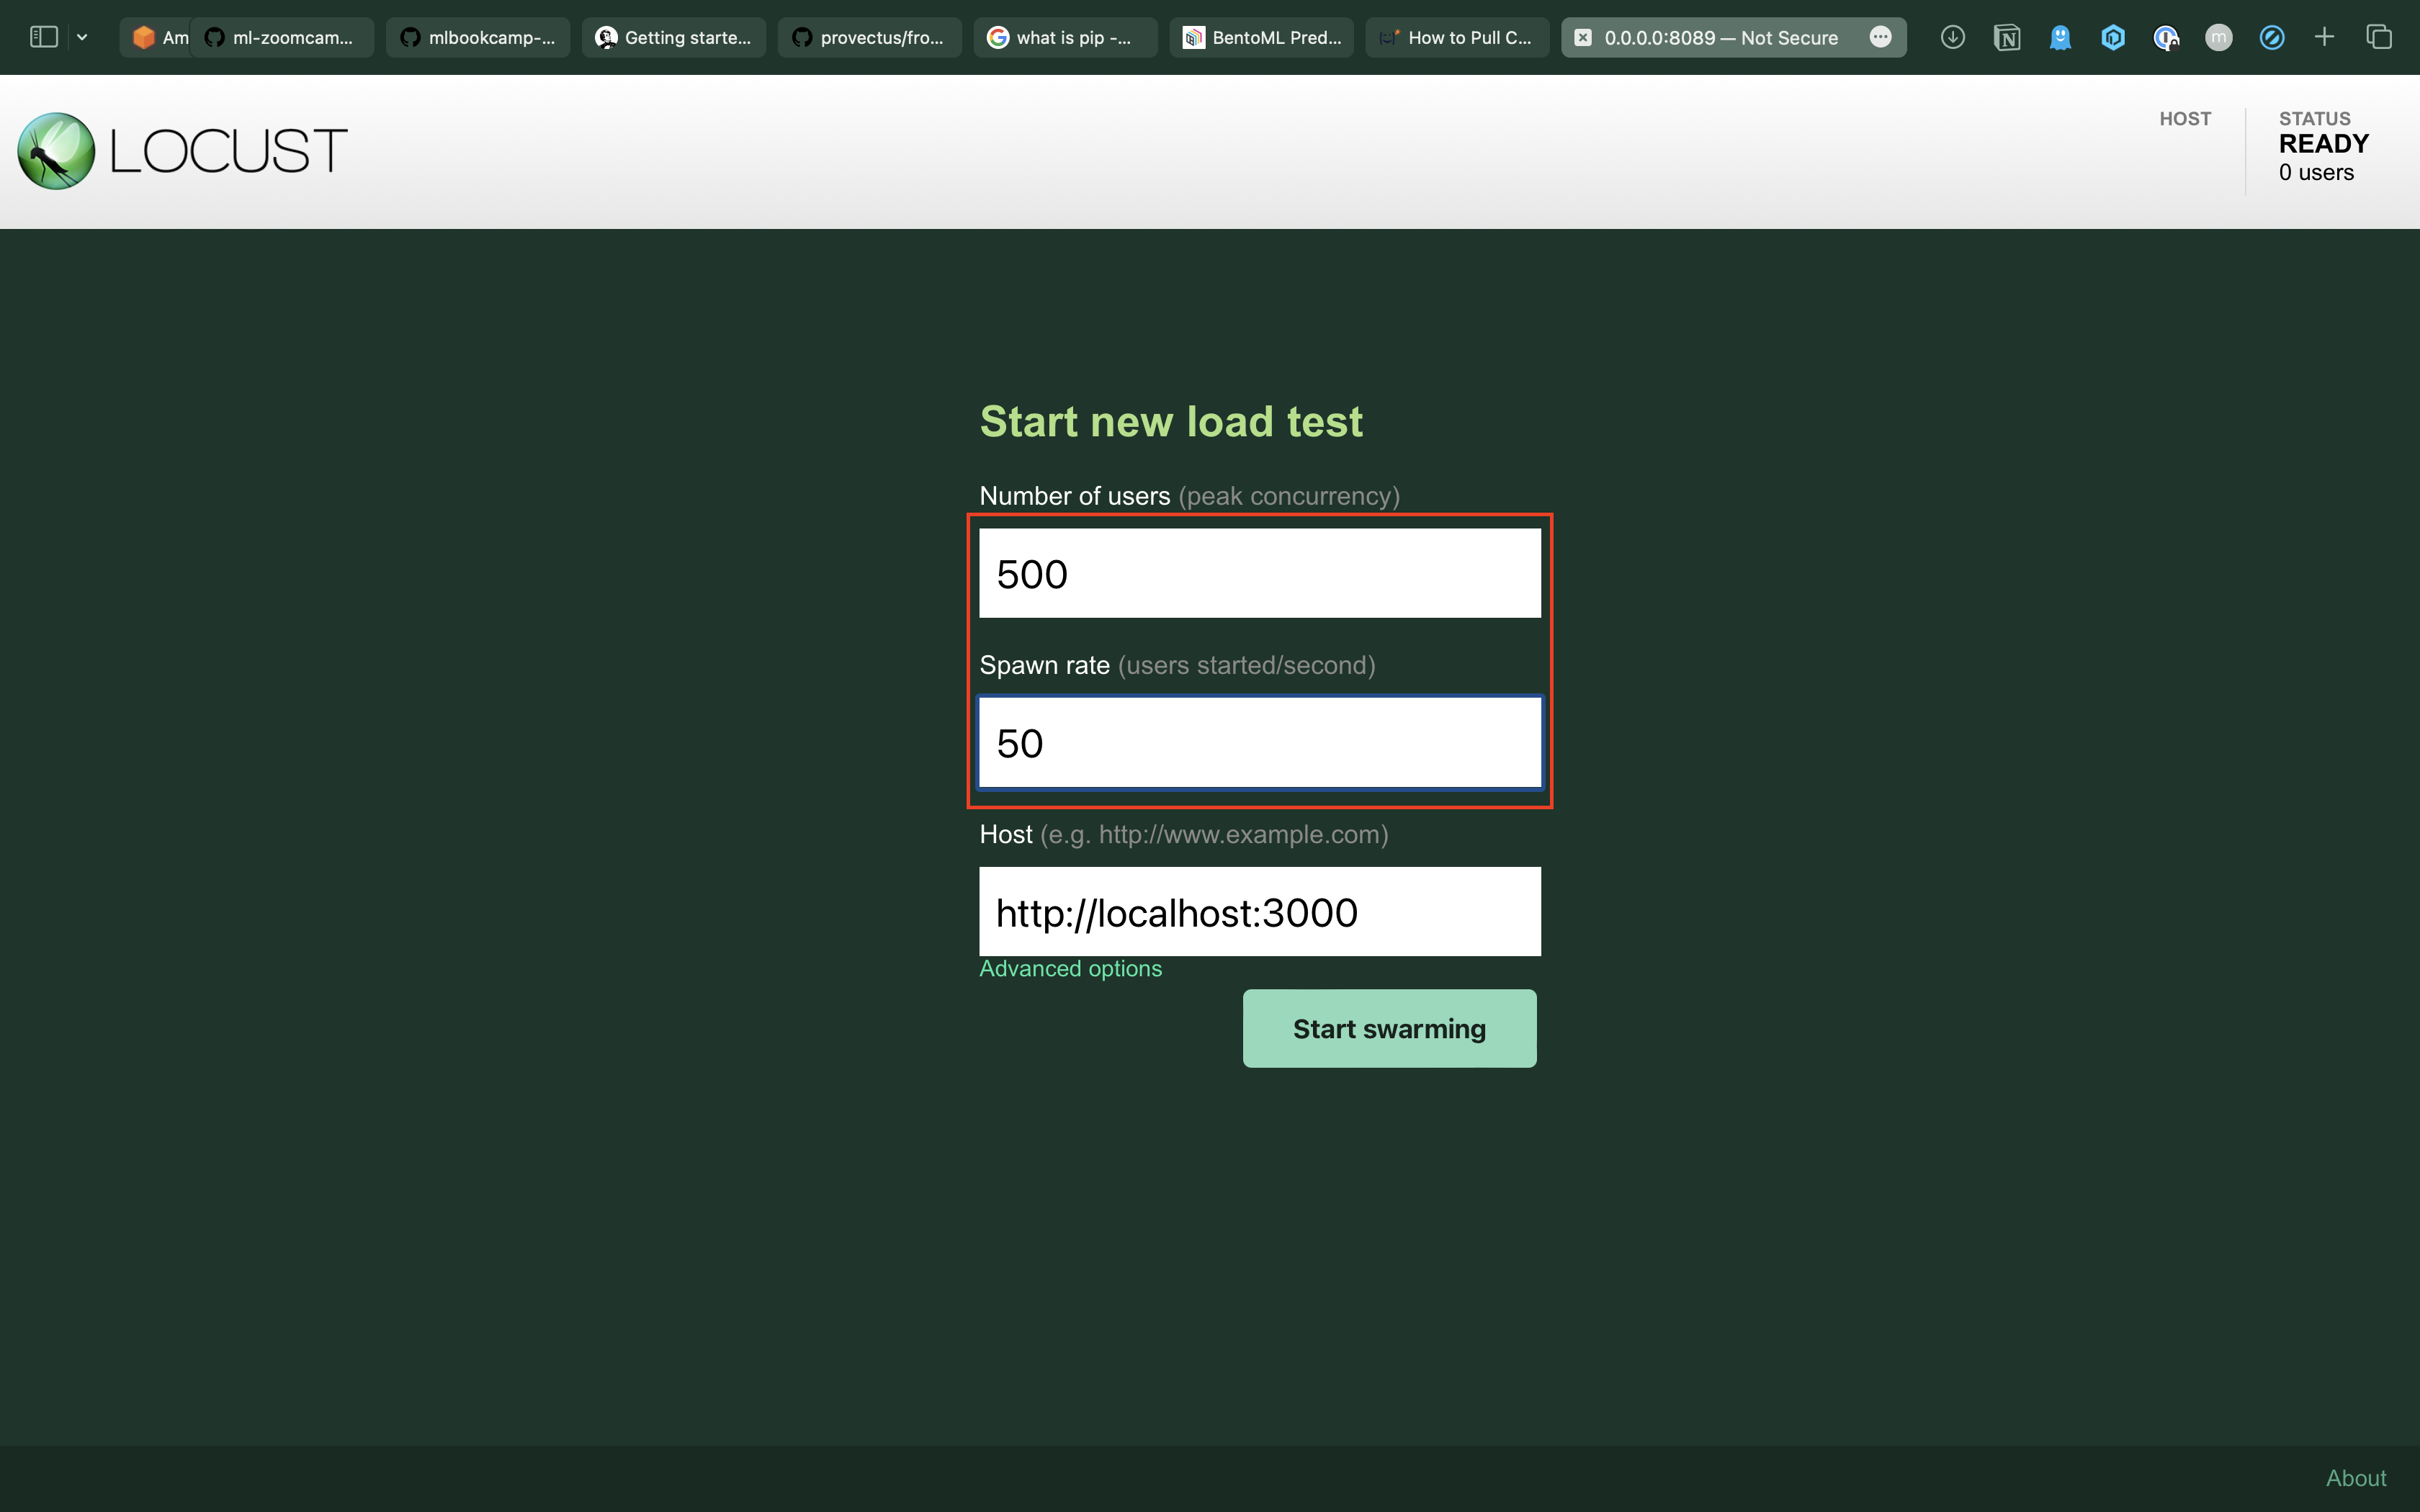 Am
ml-zoomcam...
mlbookcamp-...
Getting starte...
provectus/fro...
what is pip -...
BentoML Pred...
How to Pull C...
0.0.0.0:8089 — Not Secure
m
LOCUST
HOST
STATUS
READY
0 users
Start new load test
Number of users (peak concurrency)
500
Spawn rate (users started/second)
50
Host (e.g. http://www.example.com)
http://localhost:3000
Advanced options
Start swarming
About